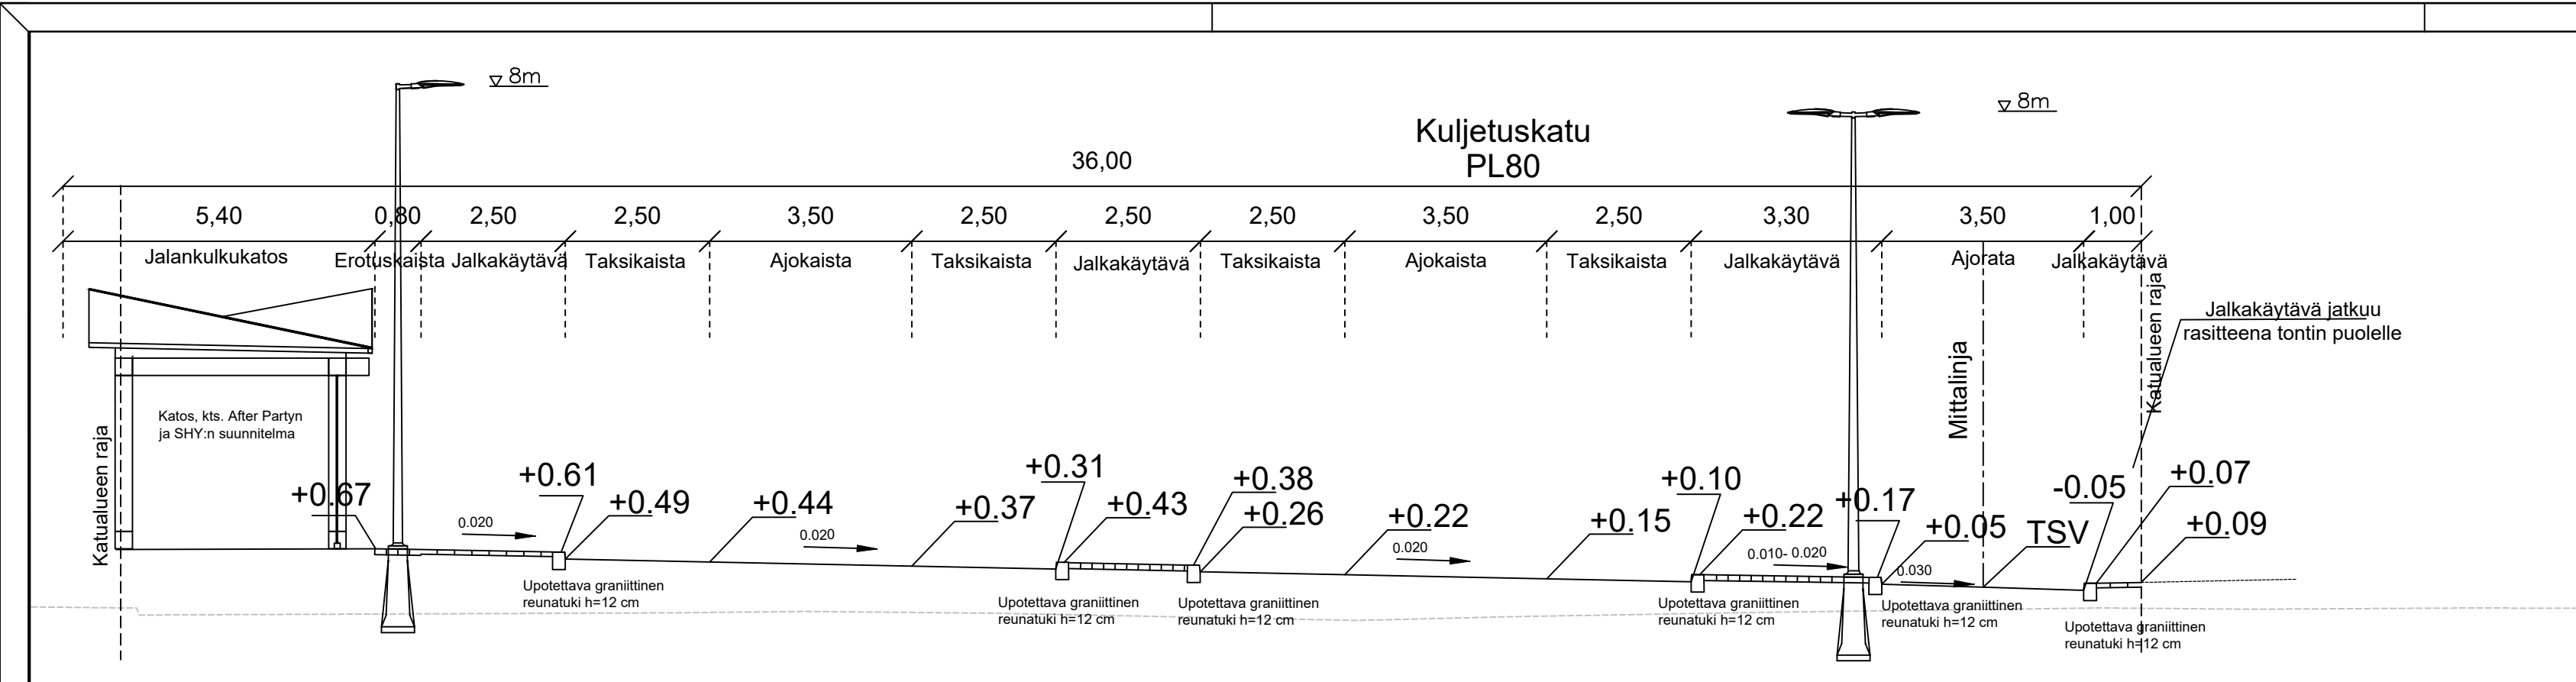 8m
8m
Kuljetuskatu
PL80
36,00
5,40
0,80
2,50
2,50
3,50
2,50
2,50
2,50
3,50
2,50
3,30
3,50
1,00
Jalankulkukatos
Erotuskaista
Jalkakäytävä
Taksikaista
Ajokaista
Taksikaista
Jalkakäytävä
Taksikaista
Ajokaista
Taksikaista
Jalkakäytävä
Ajorata
Jalkakäytävä
Katualueen raja
Jalkakäytävä jatkuu
rasitteena tontin puolelle
Mittalinja
Katos, kts. After Partyn
ja SHY:n suunnitelma
Katualueen raja
+0.67
+0.61
+0.49
+0.44
+0.37
+0.31
+0.43
+0.38
+0.26
+0.22
+0.15
+0.10
+0.22
+0.17
+0.05
TSV
-0.05
+0.07
+0.09
0.020
0.020
0.020
0.010- 0.020
0.030
Upotettava graniittinen
reunatuki h=12 cm
Upotettava graniittinen
reunatuki h=12 cm
Upotettava graniittinen
reunatuki h=12 cm
Upotettava graniittinen
reunatuki h=12 cm
Upotettava graniittinen
reunatuki h=12 cm
Upotettava graniittinen
reunatuki h=12 cm